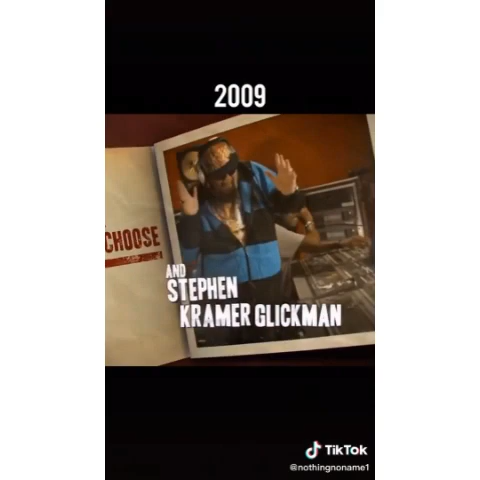 2009
CHOOSE
AND
STEPHEN
KRAMER GLICKMAN
TikTok
@nothingnoname1